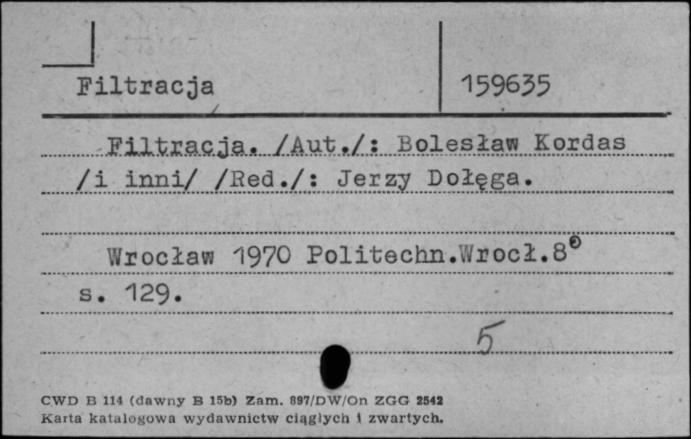 Filtracja 159635
Filtracja. /Aut./: Bolesław Kordas
/i inni/ /Red./: Jerzy Dołęga.
Wrocław 1970 Politechn.Wrocł.8°
s. 129.
5
CWD B 114 (dawny B 15b) Zam. 897/DW/On ZGG 2542
Karta katalogowa wydawnictw ciągłych i zwartych.